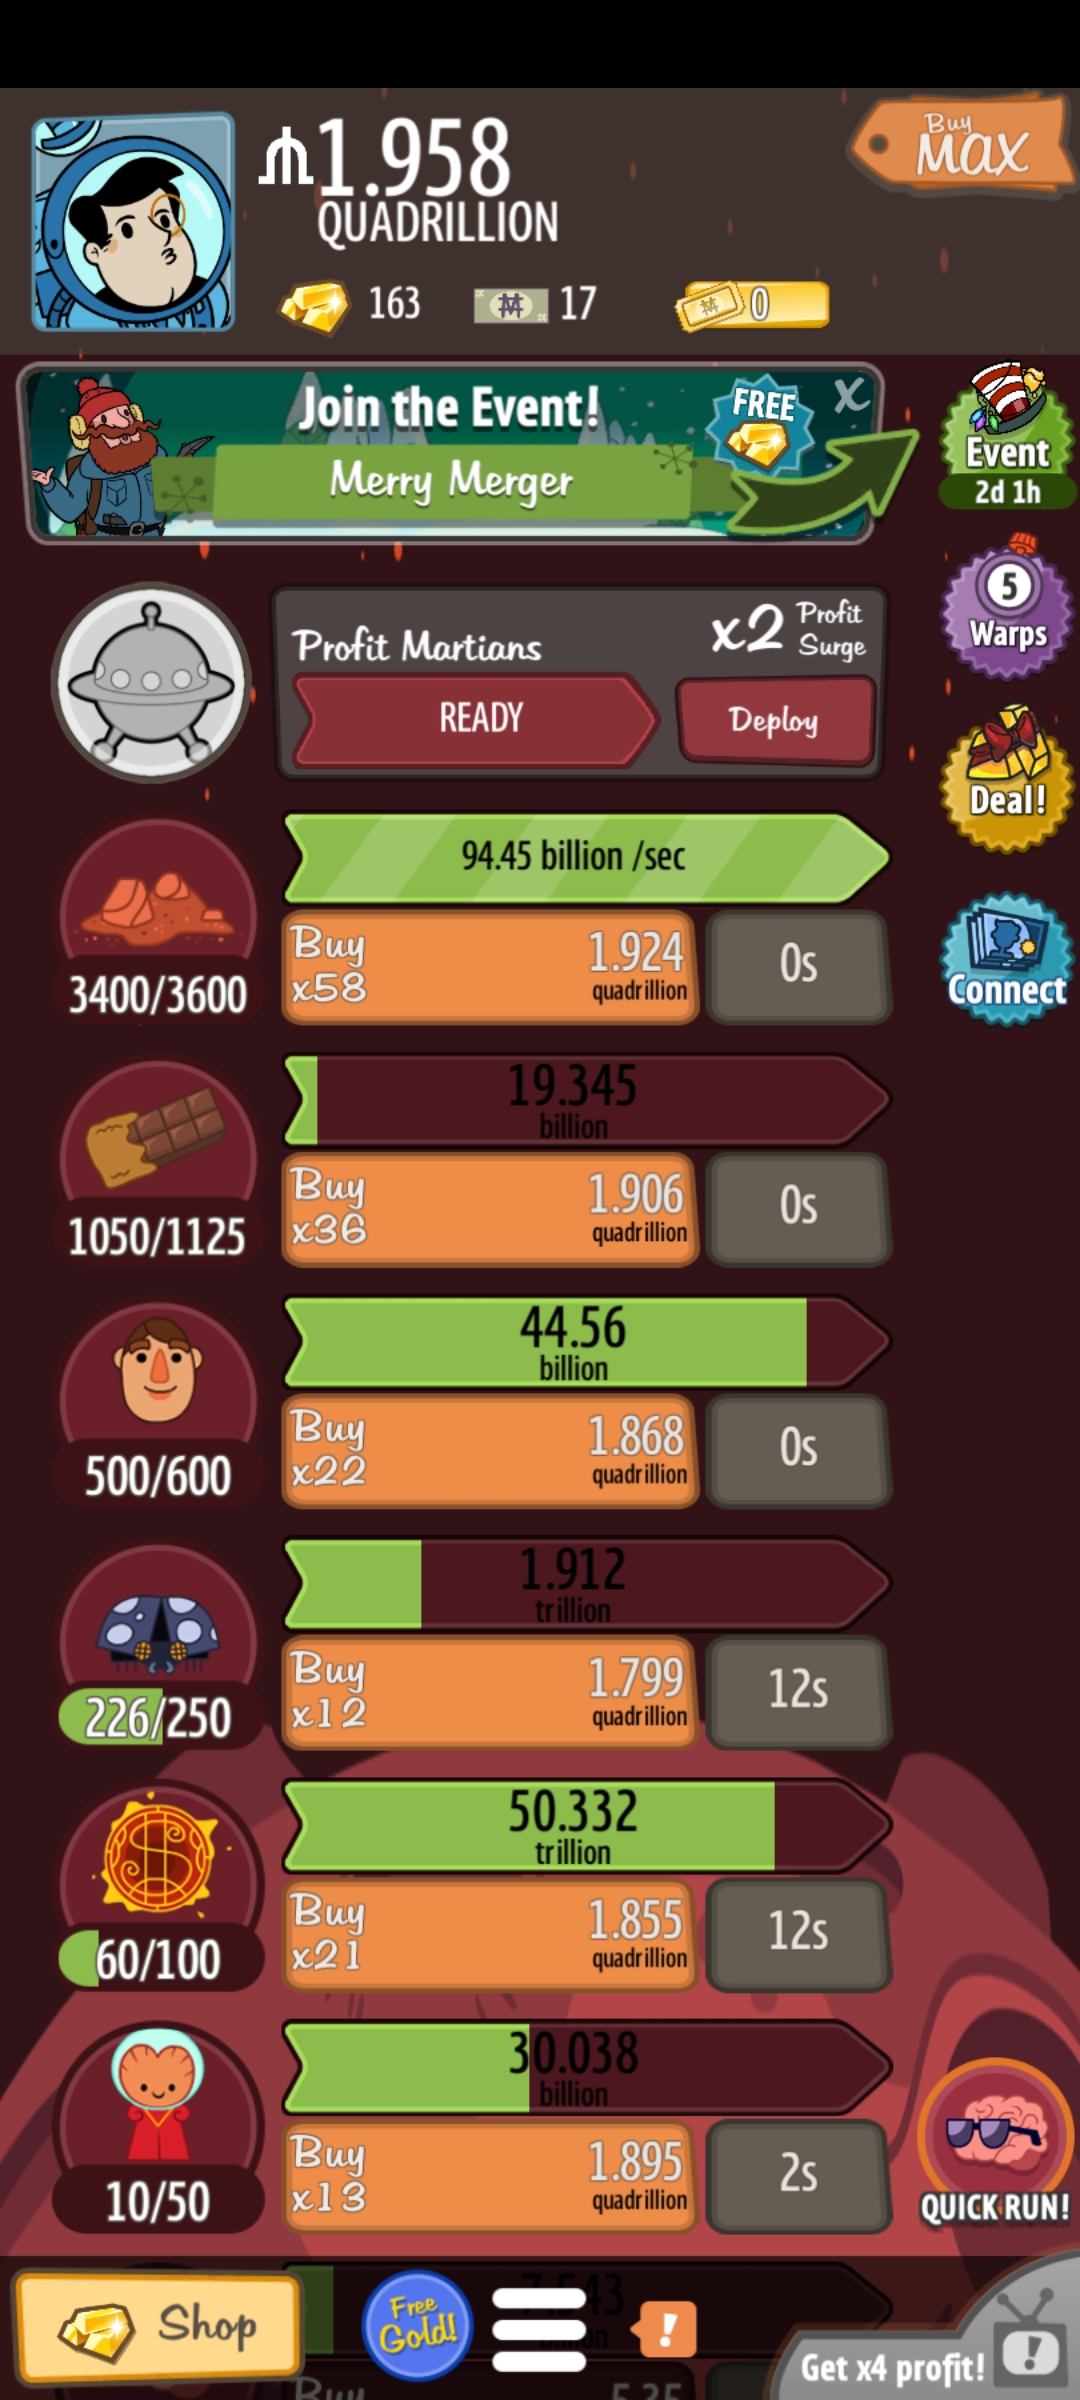 1.958
QUADRILLION
Buy
MAX
163
17
0
Join the Event!
FREE
X
Merry Merger
Event
2d 1h
5
Warps
Profit Martians
x2 Profit
Surge
READY
Deploy
Deal!
94.45 billion /sec
Buy
x58
1.924
quadrillion
0s
3400/3600
Connect
19.345
billion
Buy
x36
1.906
quadrillion
0s
1050/1125
44.56
billion
Buy
x22
1.868
quadrillion
0s
500/600
1.912
trillion
Buy
x12
1.799
quadrillion
12s
226/250
50.332
trillion
Buy
x21
1.855
quadrillion
12s
60/100
30.038
billion
Buy
x13
1.895
quadrillion
2s
10/50
QUICK RUN!
Shop
Free
Gold!
!
Get x4 profit!
!
Buy